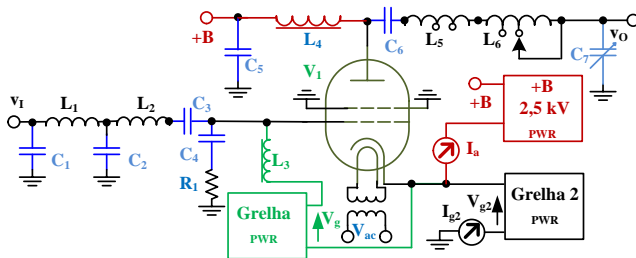 +B
L4
C5
C6
L5
L6
vO
C7
V1
vI
L1
L2
C3
C1
C2
C4
R1
L3
+B
+B
2,5 kV
PWR
Ia
Grelha
PWR
Vg
Vac
Ig2
Vg2
Grelha 2
PWR